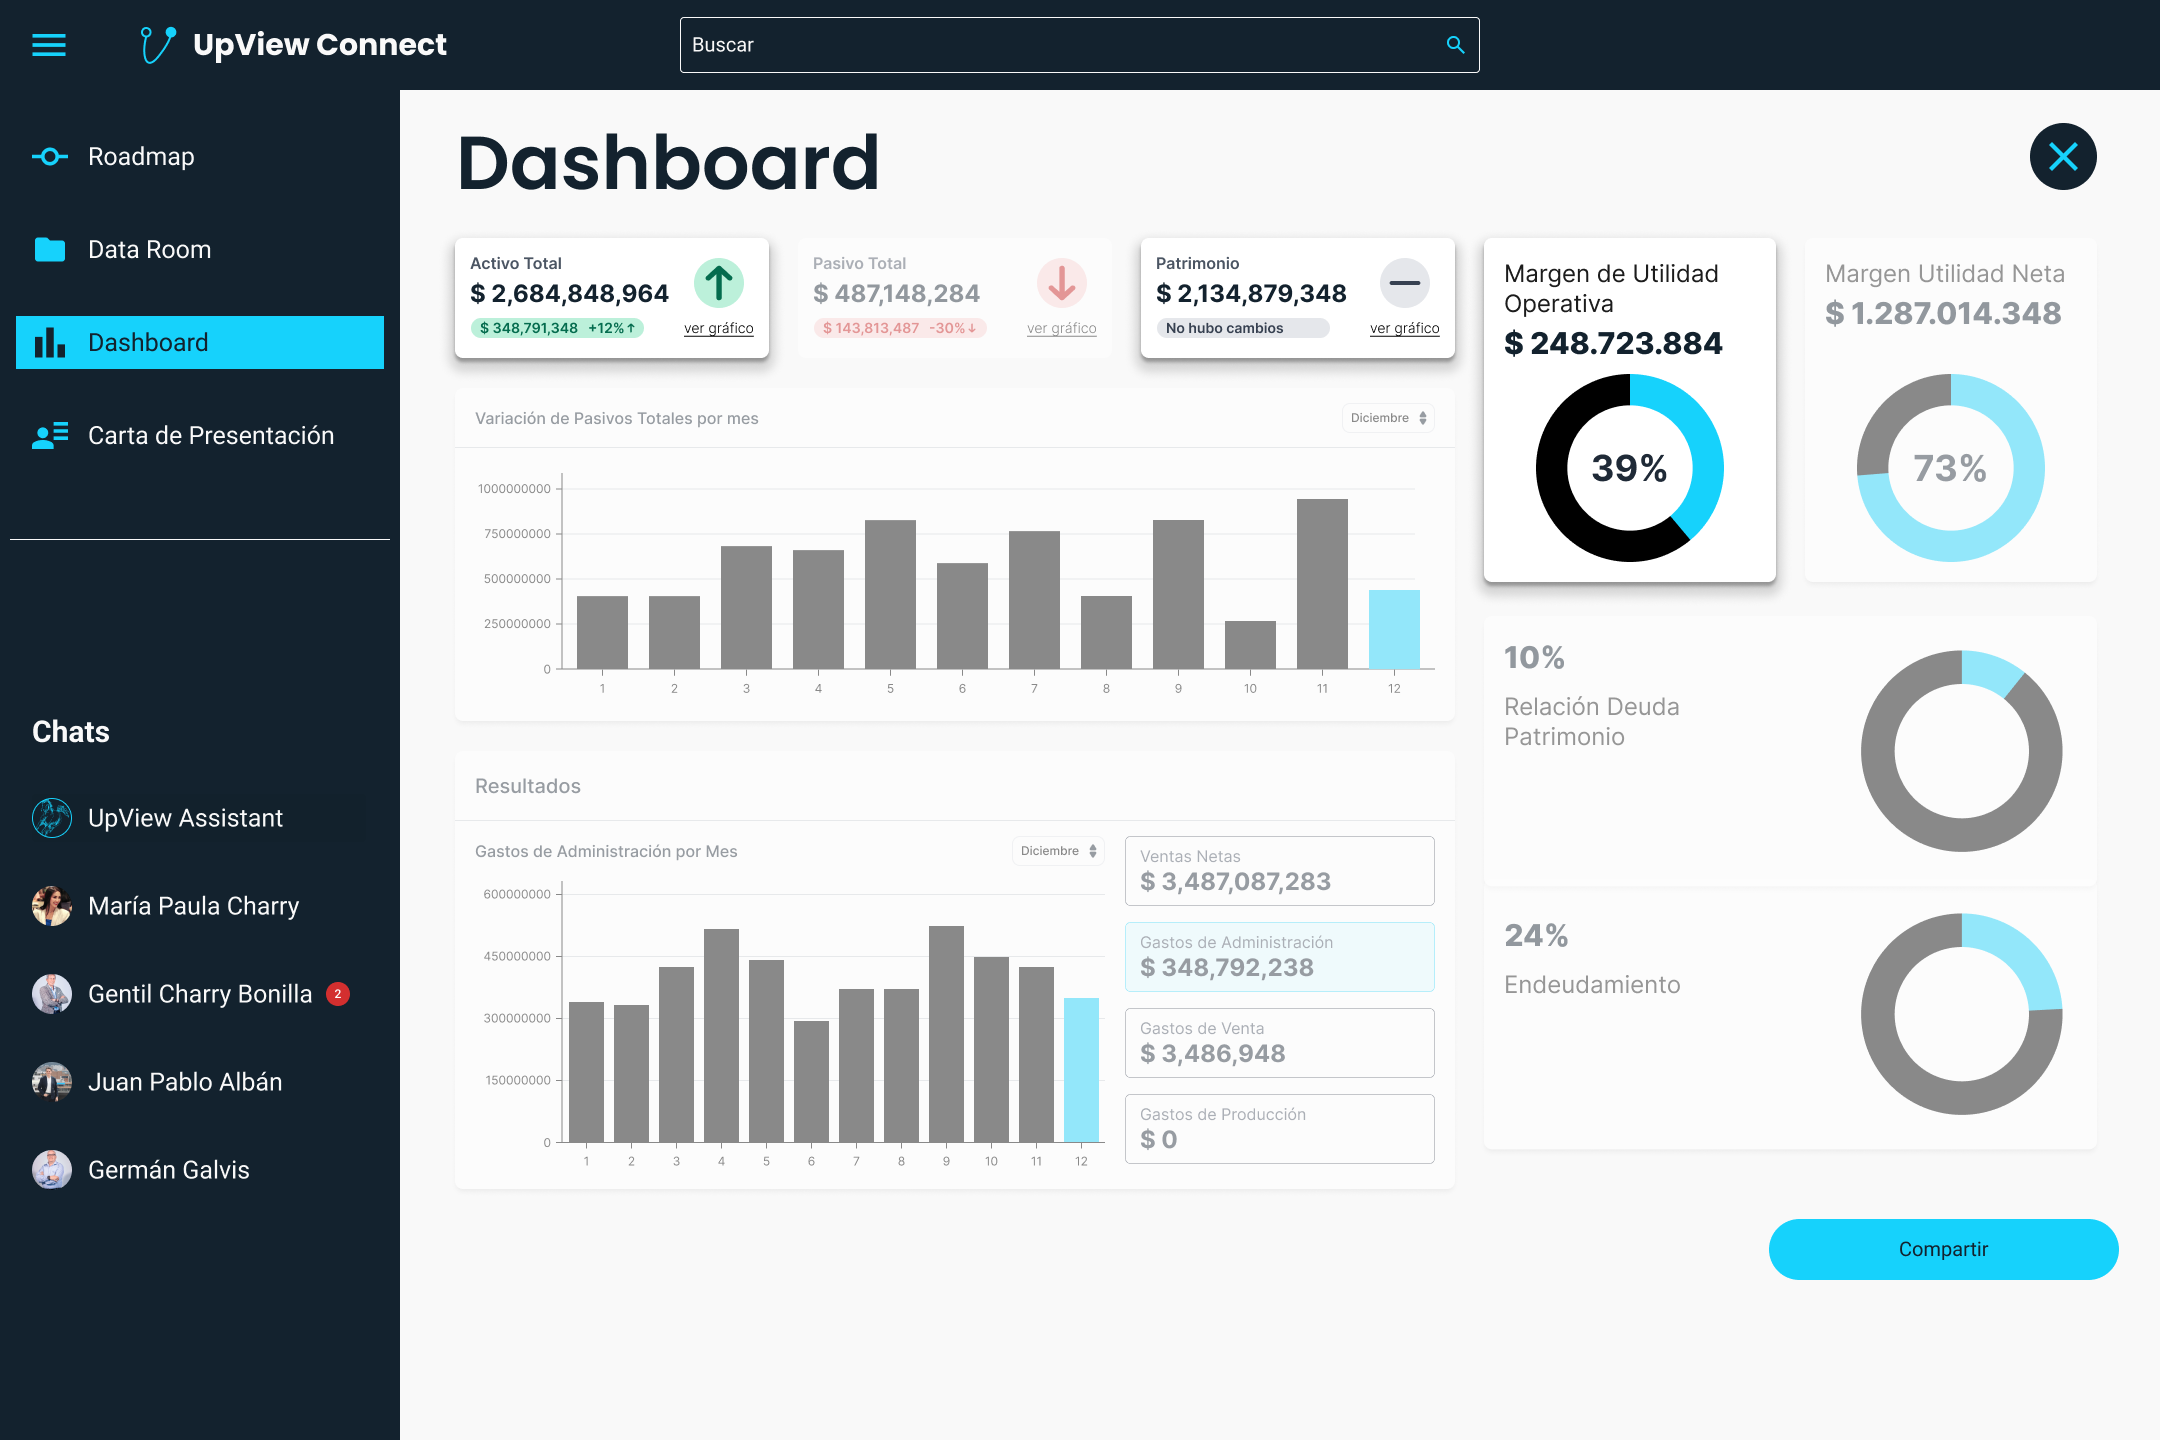 UpView Connect
Buscar
Roadmap
Data Room
Dashboard
Carta de Presentación
Chats
UpView Assistant
María Paula Charry
Gentil Charry Bonilla 2
Juan Pablo Albán
Germán Galvis
Dashboard
Activo Total
$ 2,684,848,964
$ 348,791,348 +12%
ver gráfico
Pasivo Total
$ 487,148,284
$ 143,813,487 -30%
ver gráfico
Patrimonio
$ 2,134,879,348
No hubo cambios
ver gráfico
Margen de Utilidad
Operativa
$ 248.723.884
39%
Margen Utilidad Neta
$ 1.287.014.348
73%
Variación de Pasivos Totales por mes
Diciembre
1000000000
750000000
500000000
250000000
0
1 2 3 4 5 6 7 8 9 10 11 12
10%
Relación Deuda
Patrimonio
24%
Endeudamiento
Resultados
Gastos de Administración por Mes
Diciembre
600000000
450000000
300000000
150000000
0
1 2 3 4 5 6 7 8 9 10 11 12
Ventas Netas
$ 3,487,087,283
Gastos de Administración
$ 348,792,238
Gastos de Venta
$ 3,486,948
Gastos de Producción
$ 0
Compartir